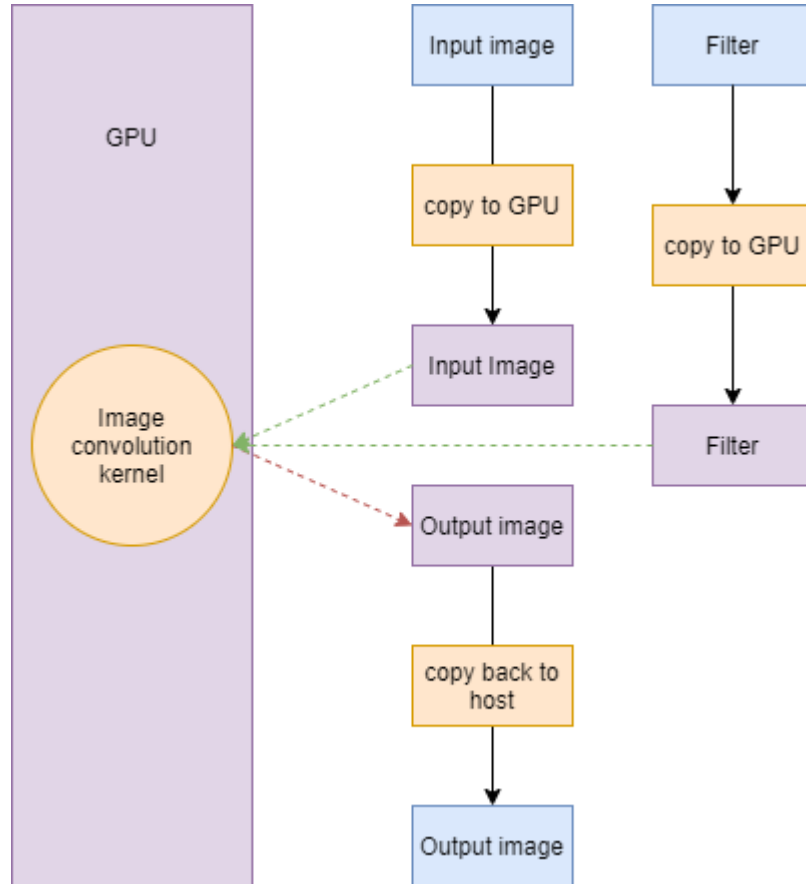 Input image
Filter
GPU
copy to GPU
copy to GPU
Input Image
Image
convolution
kernel
Filter
Output image
copy back to
host
Output image